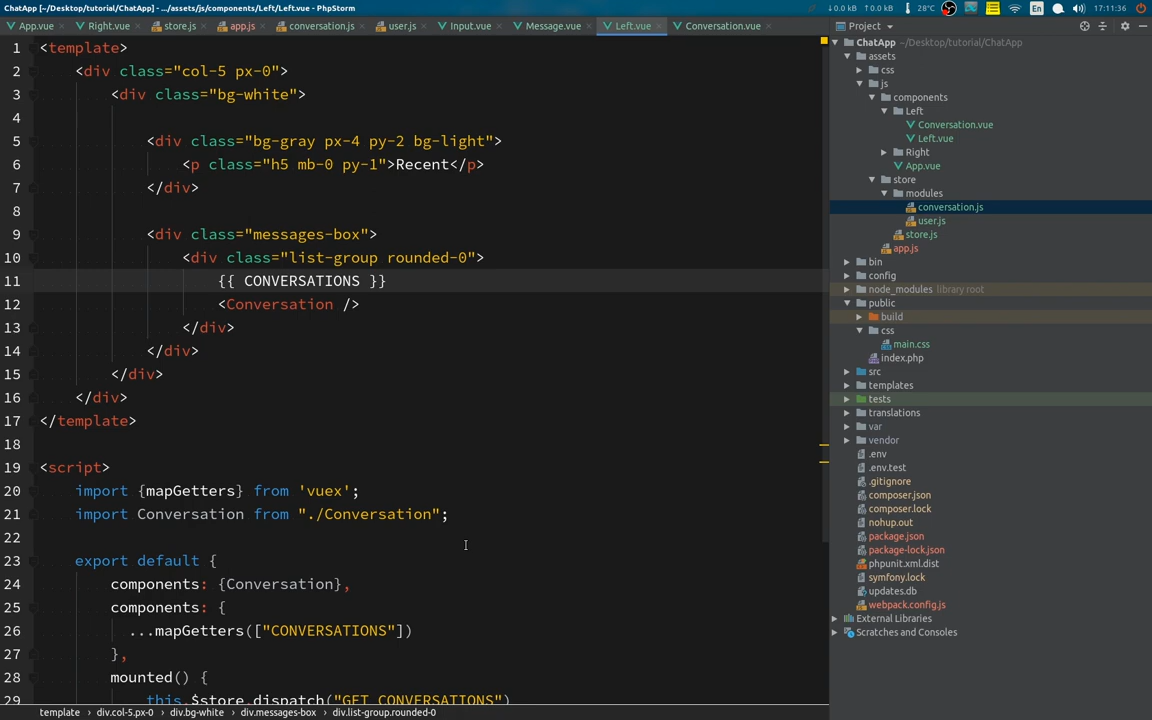 ChatApp [~/Desktop/tutorial/ChatApp] - .../assets/js/components/Left/Left.vue - PhpStorm
↓0.0 kB ↑0.0 kB 28°C En 17:11:36
App.vue × Right.vue × store.js × app.js × conversation.js × user.js × Input.vue × Message.vue × Left.vue × Conversation.vue ×
Project
1 <template>
2 <div class="col-5 px-0">
3 <div class="bg-white">
4
5 <div class="bg-gray px-4 py-2 bg-light">
6 <p class="h5 mb-0 py-1">Recent</p>
7 </div>
8
9 <div class="messages-box">
10 <div class="list-group rounded-0">
11 {{ CONVERSATIONS }}
12 <Conversation />
13 </div>
14 </div>
15 </div>
16 </div>
17 </template>
18
19 <script>
20 import {mapGetters} from 'vuex';
21 import Conversation from "./Conversation";
22
23 export default {
24 components: {Conversation},
25 components: {
26 ...mapGetters(["CONVERSATIONS"])
27 },
28 mounted() {
29 this.$store.dispatch("GET_CONVERSATIONS")
template › div.col-5.px-0 › div.bg-white › div.messages-box › div.list-group.rounded-0
ChatApp ~/Desktop/tutorial/ChatApp
assets
css
js
components
Left
Conversation.vue
Left.vue
Right
App.vue
store
modules
conversation.js
user.js
store.js
app.js
bin
config
node_modules library root
public
build
css
main.css
index.php
src
templates
tests
translations
var
vendor
.env
.env.test
.gitignore
composer.json
composer.lock
nohup.out
package.json
package-lock.json
phpunit.xml.dist
symfony.lock
updates.db
webpack.config.js
External Libraries
Scratches and Consoles